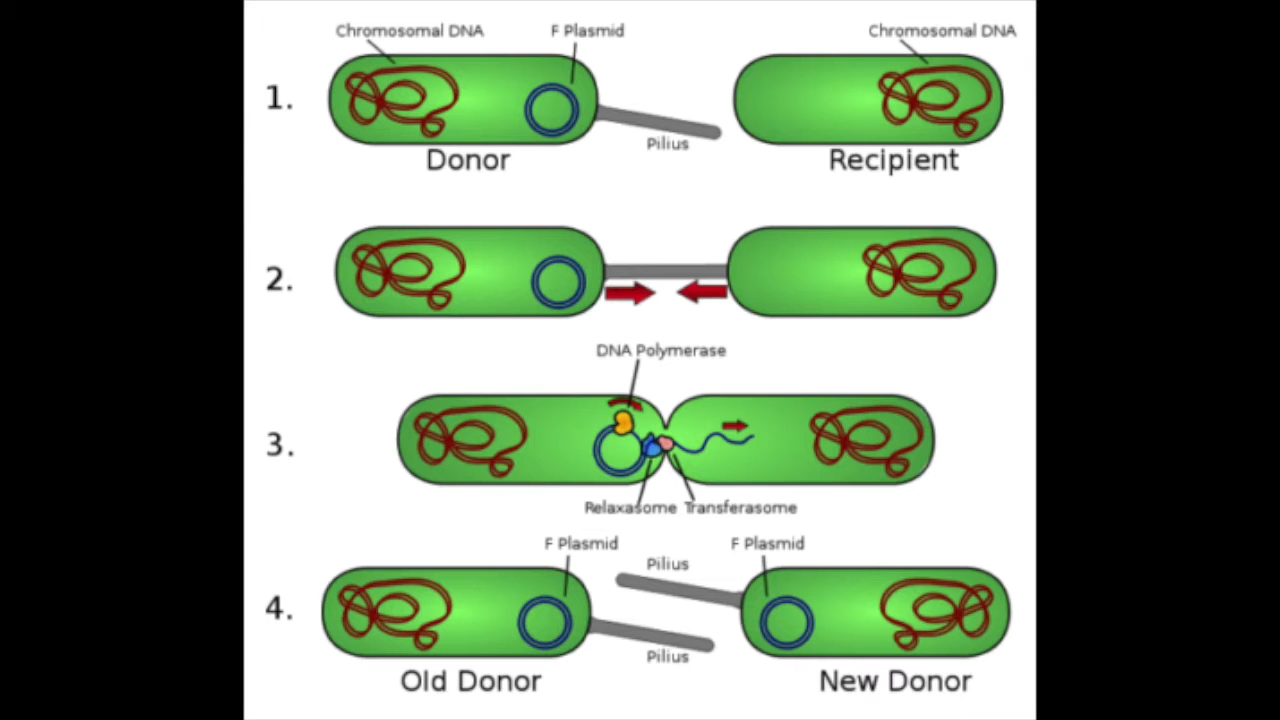 Chromosomal DNA
F Plasmid
Chromosomal DNA
1.
Pilius
Donor
Recipient
2.
DNA Polymerase
3.
Relaxasome
Transferasome
F Plasmid
Pilius
F Plasmid
4.
Pilius
Old Donor
New Donor